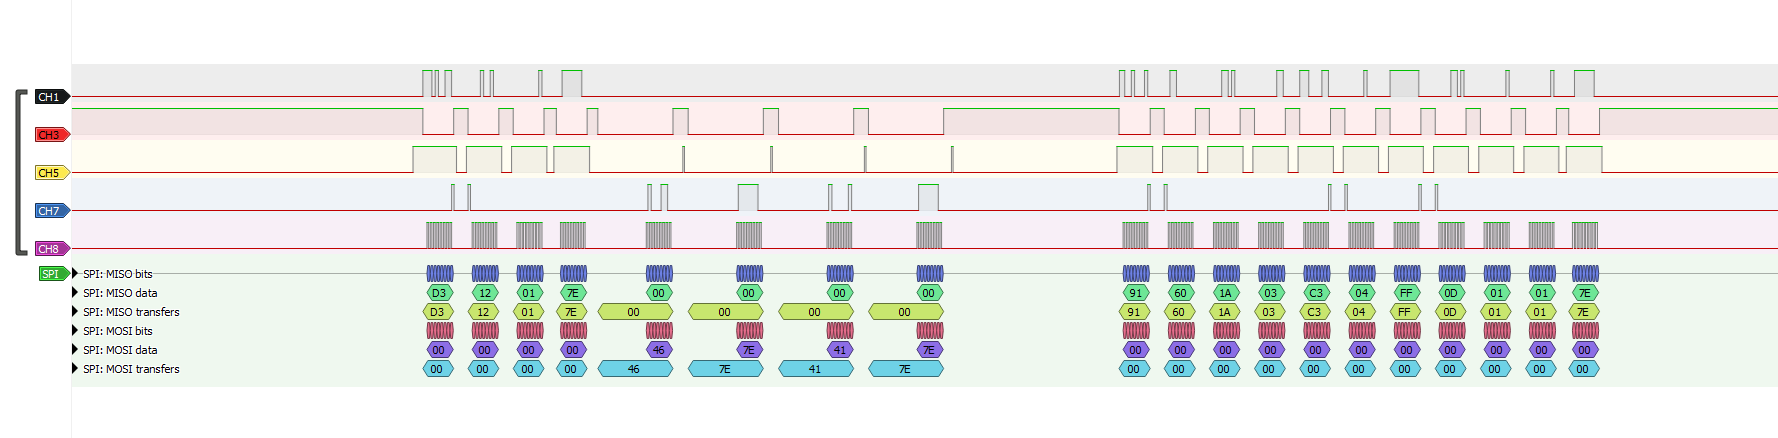 CH1
CH3
CH5
CH7
CH8
SPI SPI: MISO bits
SPI: MISO data D3 12 01 7E 00 00 00 00 91 60 1A 03 C3 04 FF 0D 01 01 7E
SPI: MISO transfers D3 12 01 7E 00 00 00 00 91 60 1A 03 C3 04 FF 0D 01 01 7E
SPI: MOSI bits
SPI: MOSI data 00 00 00 00 46 7E 41 7E 00 00 00 00 00 00 00 00 00 00 00
SPI: MOSI transfers 00 00 00 00 46 7E 41 7E 00 00 00 00 00 00 00 00 00 00 00